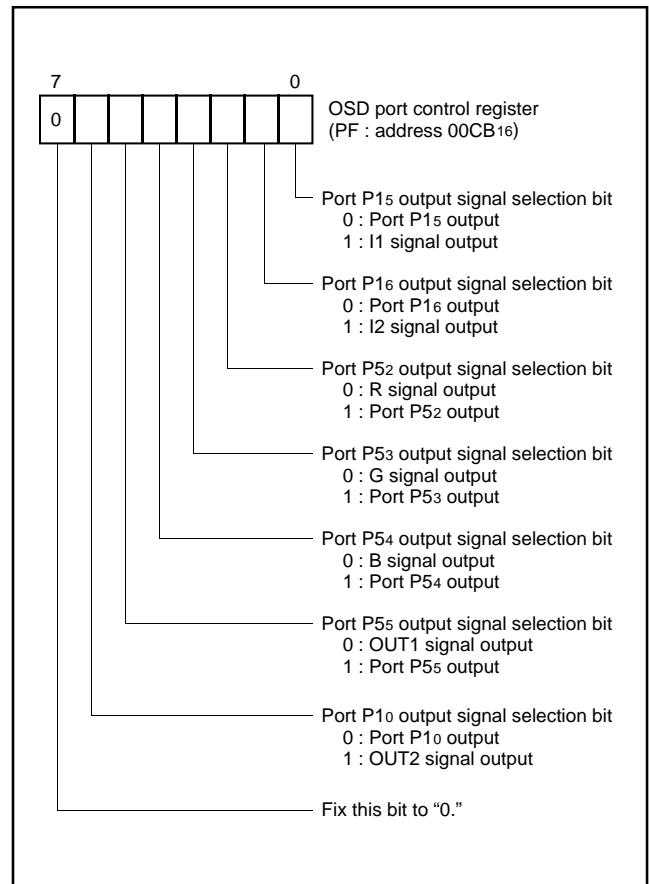 7 0
0
OSD port control register
(PF : address 00CB16)
Port P15 output signal selection bit
0 : Port P15 output
1 : I1 signal output
Port P16 output signal selection bit
0 : Port P16 output
1 : I2 signal output
Port P52 output signal selection bit
0 : R signal output
1 : Port P52 output
Port P53 output signal selection bit
0 : G signal output
1 : Port P53 output
Port P54 output signal selection bit
0 : B signal output
1 : Port P54 output
Port P55 output signal selection bit
0 : OUT1 signal output
1 : Port P55 output
Port P10 output signal selection bit
0 : Port P10 output
1 : OUT2 signal output
Fix this bit to “0.”